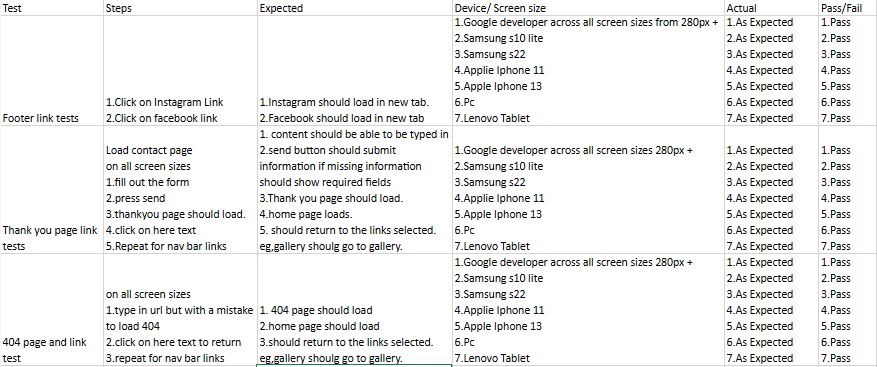 Test Steps Expected Device/ Screen size Actual Pass/Fail
Footer link tests
1.Click on Instagram Link
2.Click on facebook link
1.Instagram should load in new tab.
2.Facebook should load in new tab
1.Google developer across all screen sizes from 280px +
2.Samsung s10 lite
3.Samsung s22
4.Applie Iphone 11
5.Apple Iphone 13
6.Pc
7.Lenovo Tablet
1.As Expected
2.As Expected
3.As Expected
4.As Expected
5.As Expected
6.As Expected
7.As Expected
1.Pass
2.Pass
3.Pass
4.Pass
5.Pass
6.Pass
7.Pass
Thank you page link
tests
Load contact page
on all screen sizes
1.fill out the form
2.press send
3.thankyou page should load.
4.click on here text
5.Repeat for nav bar links
1. content should be able to be typed in
2.send button should submit
information if missing information
should show required fields
3.Thank you page should load.
4.home page loads.
5. should return to the links selected.
eg.gallery shoulg go to gallery.
1.Google developer across all screen sizes 280px +
2.Samsung s10 lite
3.Samsung s22
4.Applie Iphone 11
5.Apple Iphone 13
6.Pc
7.Lenovo Tablet
1.As Expected
2.As Expected
3.As Expected
4.As Expected
5.As Expected
6.As Expected
7.As Expected
1.Pass
2.Pass
3.Pass
4.Pass
5.Pass
6.Pass
7.Pass
404 page and link
test
on all screen sizes
1.type in url but with a mistake
to load 404
2.click on here text to return
3.repeat for nav bar links
1. 404 page should load
2.home page should load
3.should return to the links selected.
eg.gallery shoulg go to gallery.
1.Google developer across all screen sizes 280px +
2.Samsung s10 lite
3.Samsung s22
4.Applie Iphone 11
5.Apple Iphone 13
6.Pc
7.Lenovo Tablet
1.As Expected
2.As Expected
3.As Expected
4.As Expected
5.As Expected
6.As Expected
7.As Expected
1.Pass
2.Pass
3.Pass
4.Pass
5.Pass
6.Pass
7.Pass